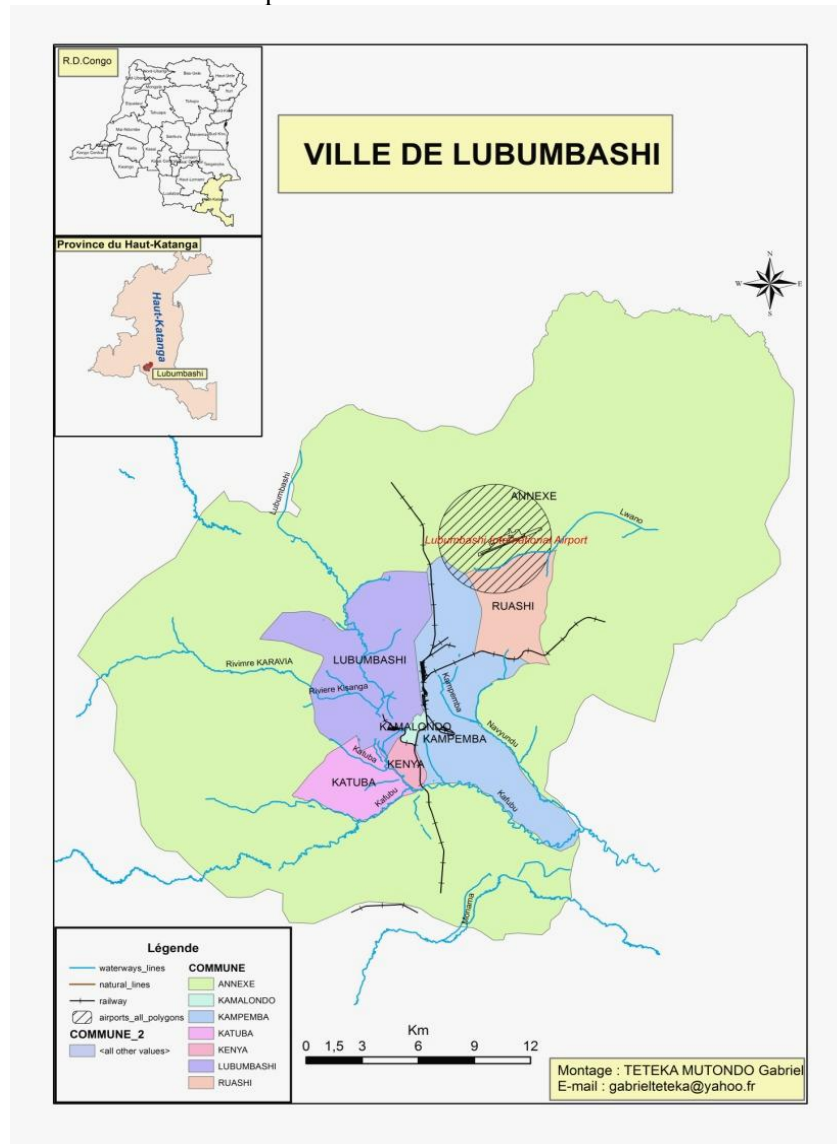 R.D.Congo
Haut-Katanga
VILLE DE LUBUMBASHI
Province du Haut-Katanga
Haut-Katanga
Lubumbashi
N
W E
S
ANNEXE
Lubumbashi
Lwano
Lubumbashi International Airport
RUASHI
LUBUMBASHI
Rivimre KARAVIA
Riviere Kisanga
Kampemba
Navyundu
KAMALONDO
KAMPEMBA
Katuba
KENYA
KATUBA
Kafubu
Kafubu
Légende
waterways_lines
natural_lines
railway
airports_all_polygons
COMMUNE_2
<all other values>
COMMUNE
ANNEXE
KAMALONDO
KAMPEMBA
KATUBA
KENYA
LUBUMBASHI
RUASHI
Km
0 1,5 3 6 9 12
Montage : TETEKA MUTONDO Gabriel
E-mail : gabrielteteka@yahoo.fr